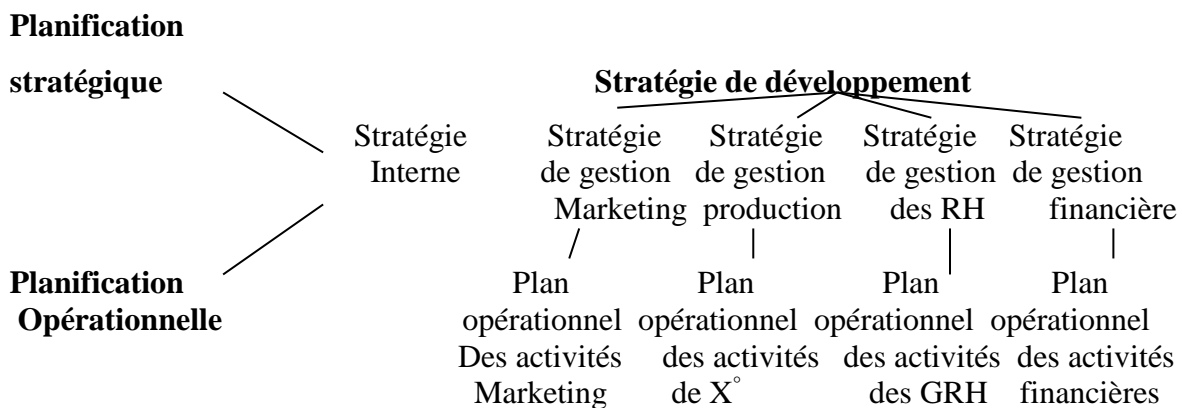 Planification
stratégique Stratégie de développement
Stratégie Stratégie Stratégie Stratégie Stratégie
Interne de gestion de gestion de gestion de gestion
Marketing production des RH financière
Planification Plan Plan Plan Plan
Opérationnelle opérationnel opérationnel opérationnel opérationnel
Des activités des activités des activités des activités
Marketing de X° des GRH financières